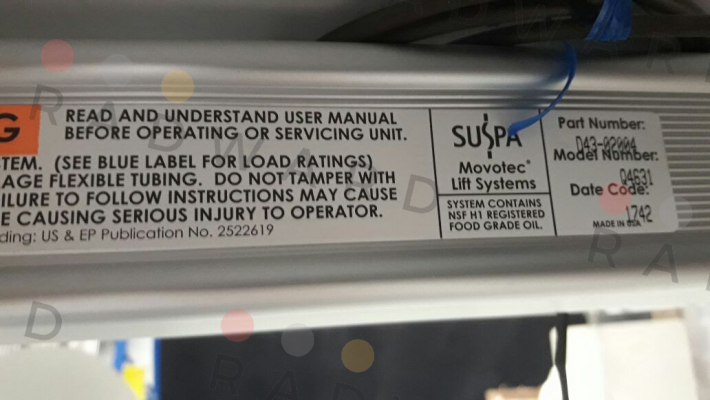 G
READ AND UNDERSTAND USER MANUAL
BEFORE OPERATING OR SERVICING UNIT.
TEM. (SEE BLUE LABEL FOR LOAD RATINGS)
AGE FLEXIBLE TUBING. DO NOT TAMPER WITH
ILURE TO FOLLOW INSTRUCTIONS MAY CAUSE
E CAUSING SERIOUS INJURY TO OPERATOR.
ding: US & EP Publication No. 2522619
SUSPA
Movotec®
Lift Systems
SYSTEM CONTAINS
NSF H1 REGISTERED
FOOD GRADE OIL.
Part Number:
D43-02004
Model Number:
04631
Date Code:
1742
MADE IN USA